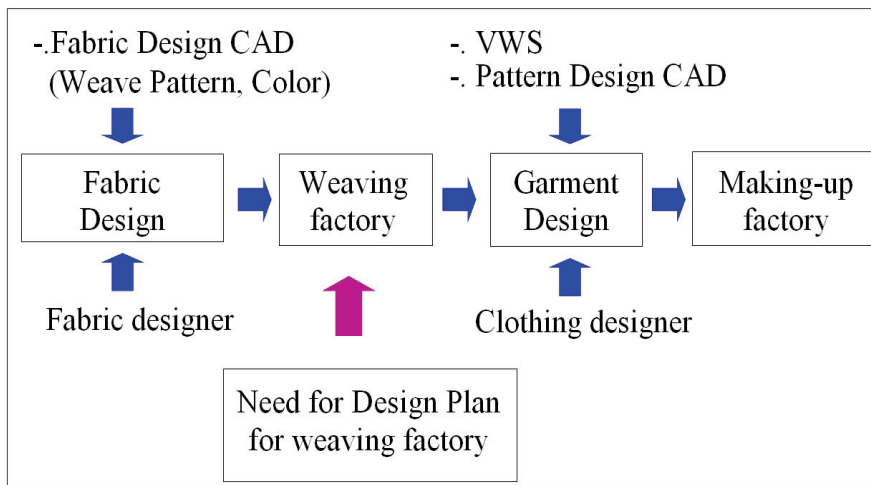 -.Fabric Design CAD
(Weave Pattern, Color)
-. VWS
-. Pattern Design CAD
Fabric
Design
Weaving
factory
Garment
Design
Making-up
factory
Fabric designer
Clothing designer
Need for Design Plan
for weaving factory